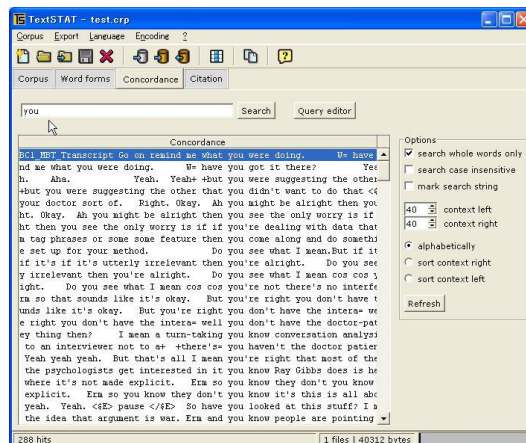 TextSTAT - test.crp
Corpus Export Language Encoding ?
Corpus Word forms Concordance Citation
you Search Query editor
Concordance
BC1_MBT_Transcript Go on remind me what you were doing. W= have
nd me what you were doing. W= have you got it there? Yes
h. Aha. Yeah. Yeah+ +but you were suggesting the other
+but you were suggesting the other that you didn't want to do that <$
your doctor sort of. Right. Okay. Ah you might be alright then you
ht. Okay. Ah you might be alright then you see the only worry is if
ht then you see the only worry is if if you're dealing with data that
m tag phrases or some some feature then you come along and do somethi
e set up for your method. Do you see what I mean.But if it
if it's if it's utterly irrelevant then you're alright. Do you see
y irrelevant then you're alright. Do you see what I mean cos cos y
ight. Do you see what I mean cos cos you're not there's no interfe
rm so that sounds like it's okay. But you're right you don't have t
unds like it's okay. But you're right you don't have the intera= we
e right you don't have the intera= well you don't have the doctor-pat
ey thing then? I mean a turn-taking you know conversation analysi
to an interviewer not to a+ +there's= you haven't the doctor patier
Yeah yeah yeah. But that's all I mean you're right that most of the
the psychologists get interested in it you know Ray Gibbs does is he
where it's not made explicit. Erm so you know they don't you know
explicit. Erm so you know they don't you know it's this is all abo
yeah. Yeah. <$E> pause </$E> So have you looked at this stuff? I m
the idea that argument is war. Erm and you know people are pointing
Options
search whole words only
search case insensitive
mark search string
40 context left
40 context right
alphabetically
sort context right
sort context left
Refresh
288 hits 1 files | 40312 bytes